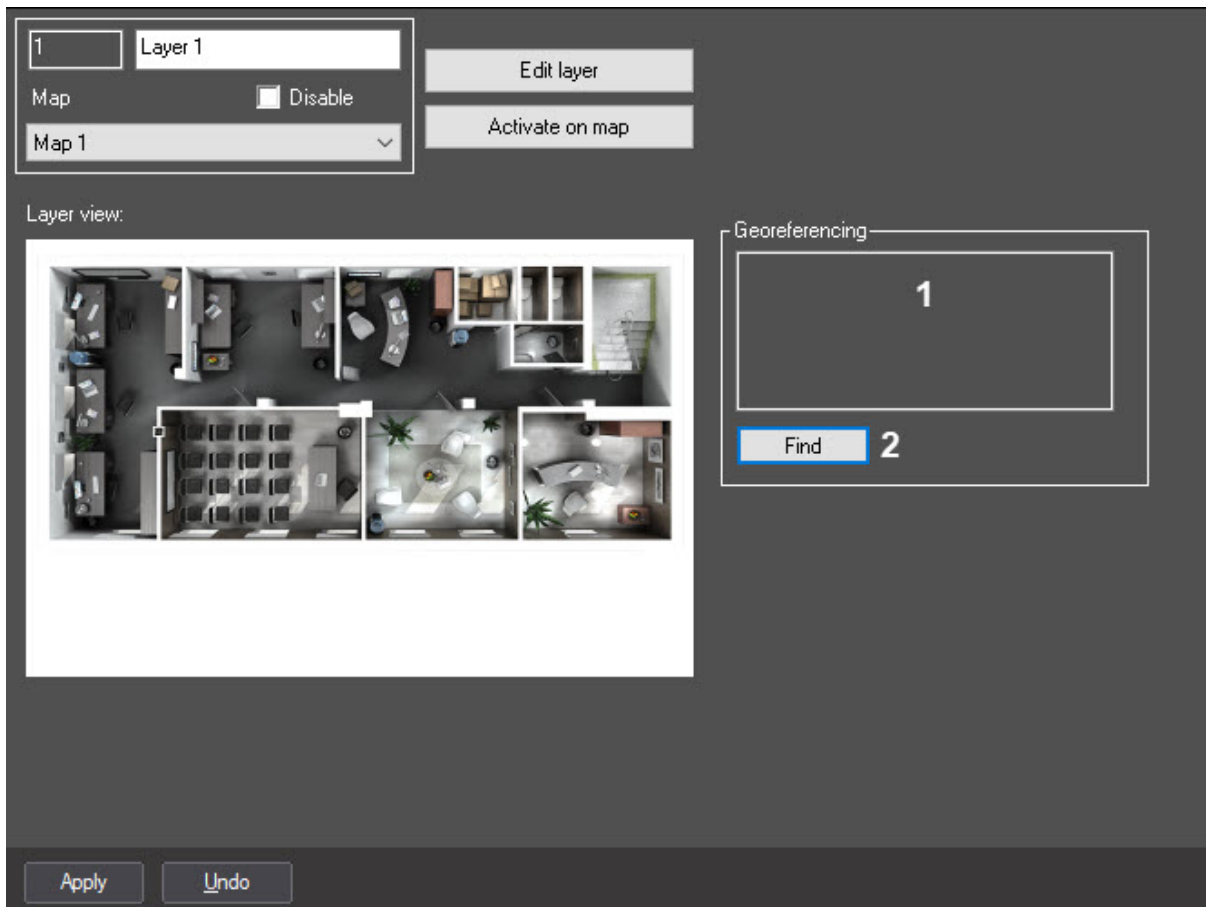 1
Layer 1
Map
Disable
Map 1
Edit layer
Activate on map
Layer view:
Georeferencing
1
Find
2
Apply
Undo